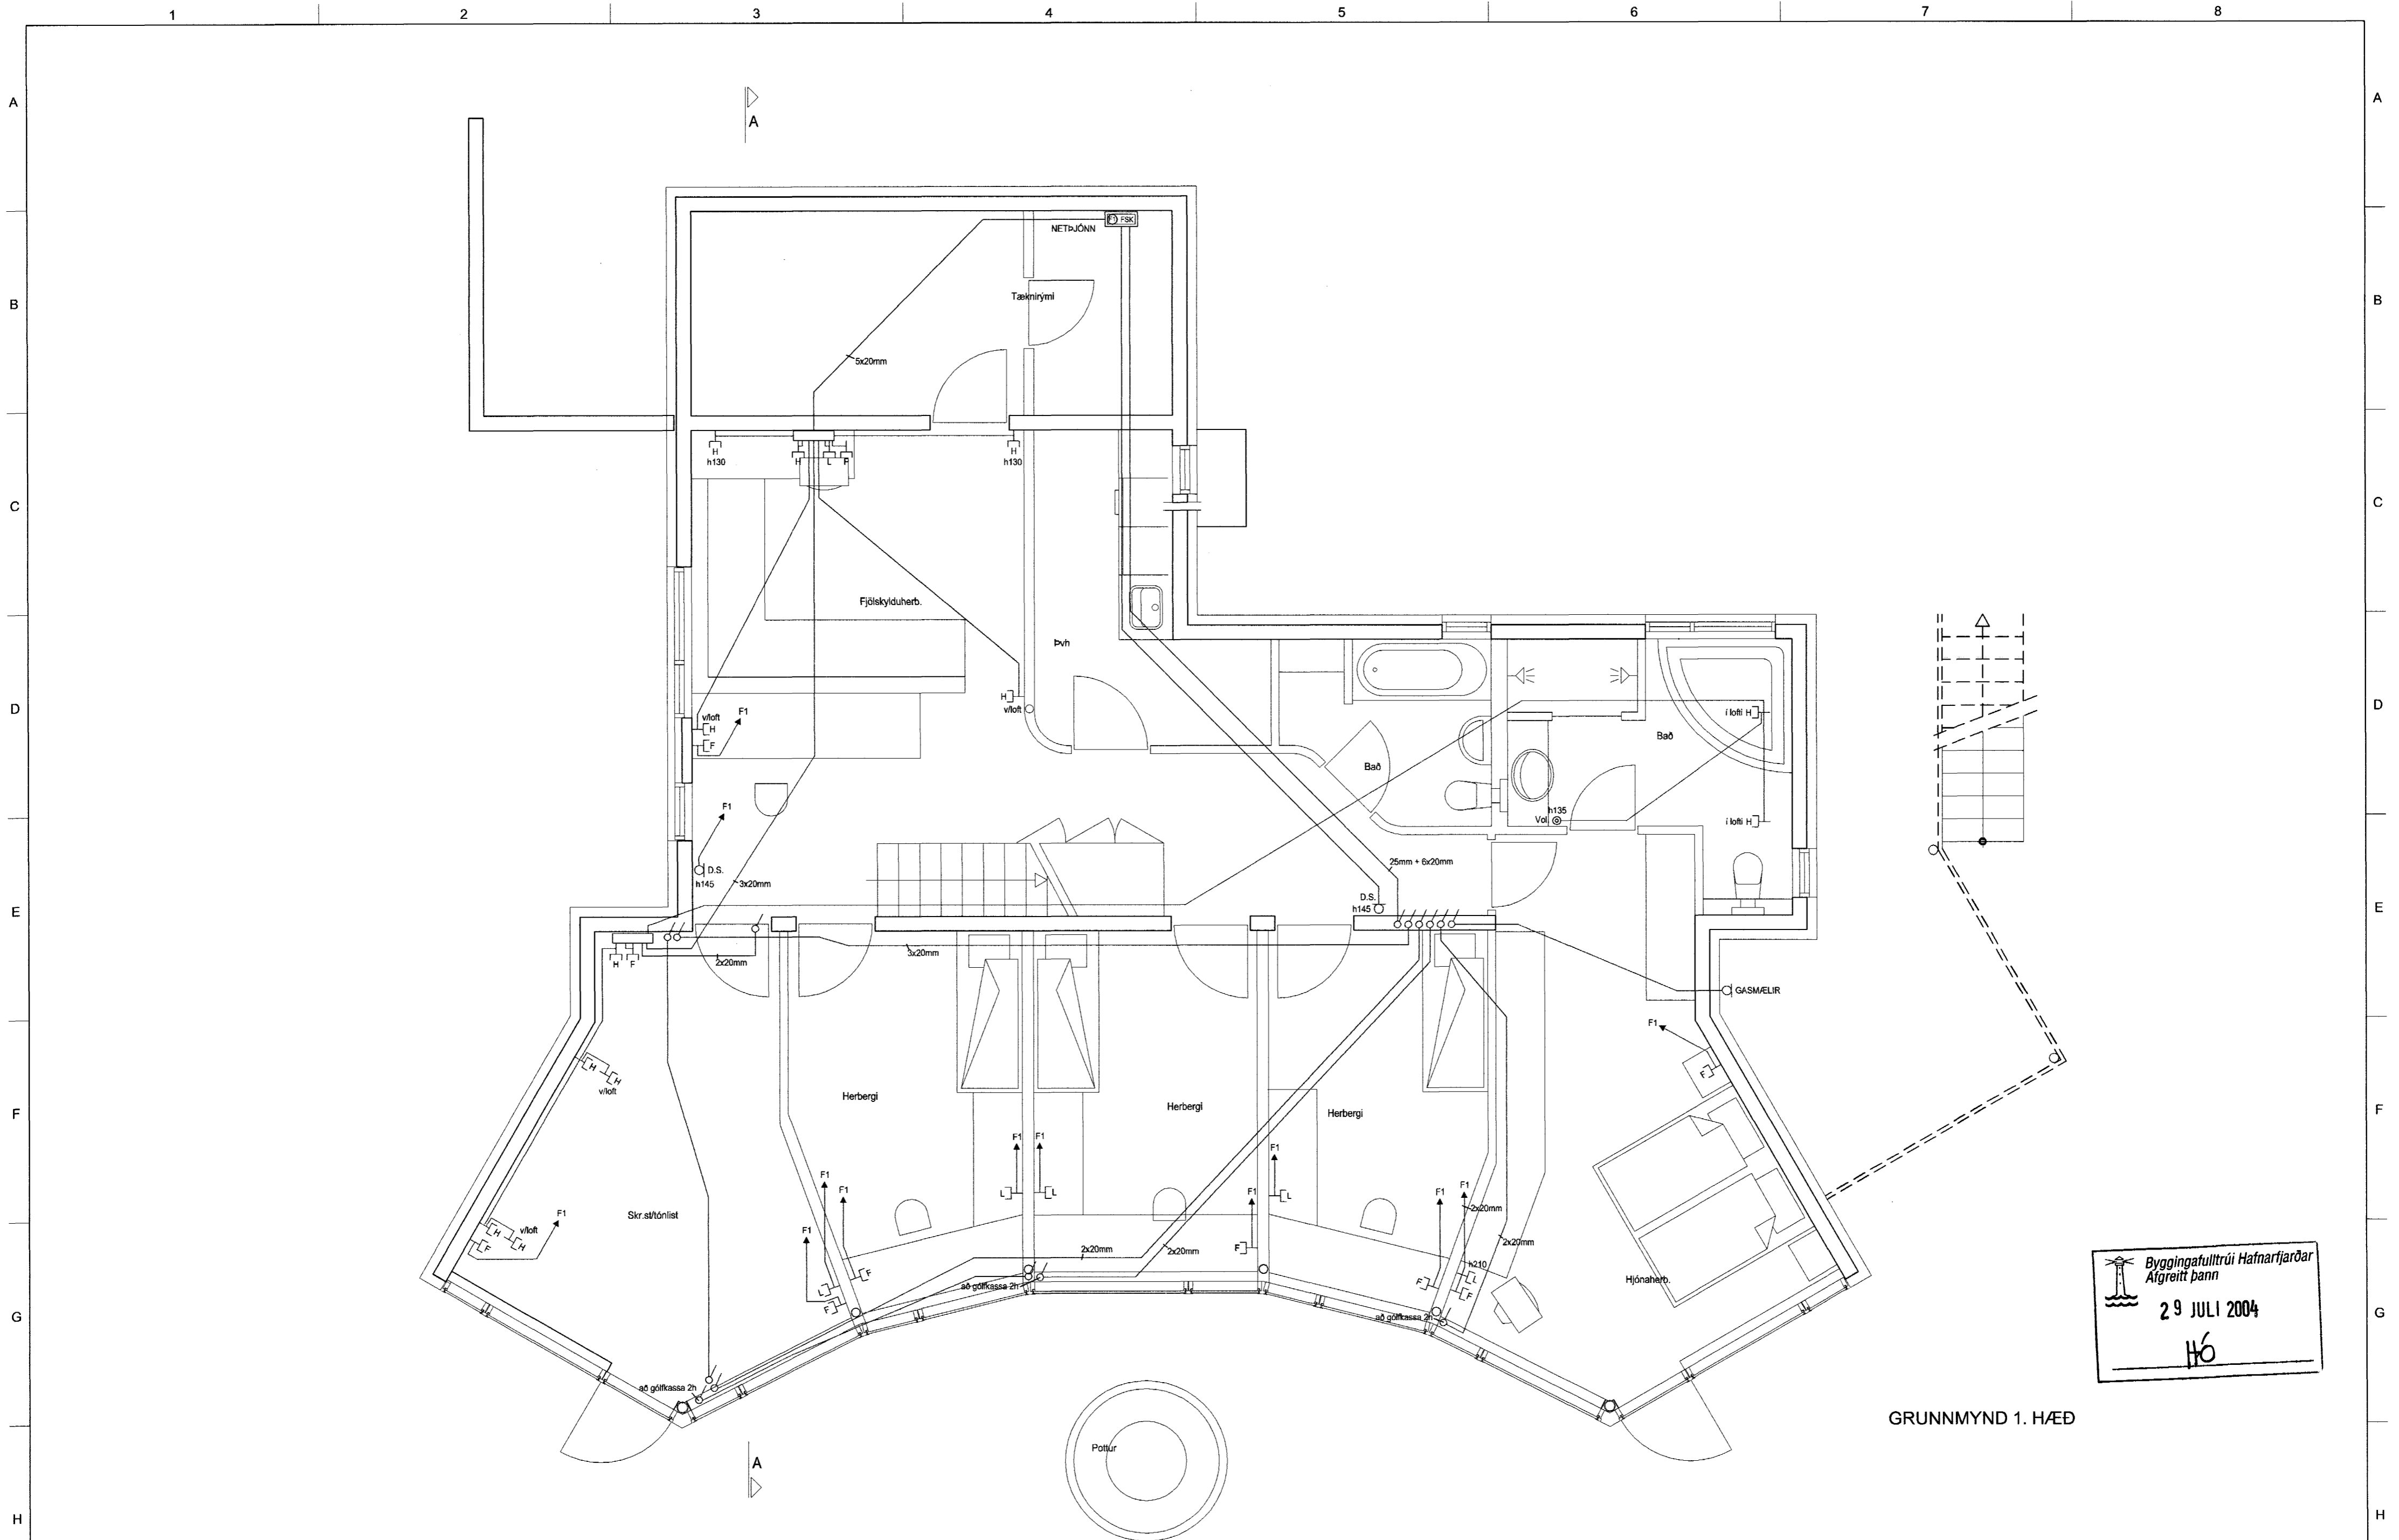 1 2 3 4 5 6 7 8
A A
A
FSK
NETÞJÓNN
B B
Tæknirými
5x20mm
H
h130
H L F
H
h130
C C
Fjölskylduherb.
Þvh
H
v/loft
D D
v/loft
H
F
F1
í lofti H
Bað
Bað
h135
Vol.
í lofti H
F1
D.S.
h145
3x20mm
25mm + 6x20mm
D.S.
h145
E E
H F
2x20mm
3x20mm
GASMÆLIR
F1
F
H
H
v/loft
F F
Herbergi
Herbergi
Herbergi
F1
F1
F1
L
L
L
F1
F1
F1
F1
F1
F1
2x20mm
Skr.st/tónlist
v/loft
H
H
F
F1
F1
L
F
F
2x20mm
2x20mm
F
2x20mm
h210
L
F
F
að gólfkassa 2h
Hjónaherb.
að gólfkassa 2h
G G
að gólfkassa 2h
Byggingafulltrúi Hafnarfjarðar
Afgreitt þann
29 JULI 2004
HÓ
GRUNNMYND 1. HÆÐ
Pottur
A
H H